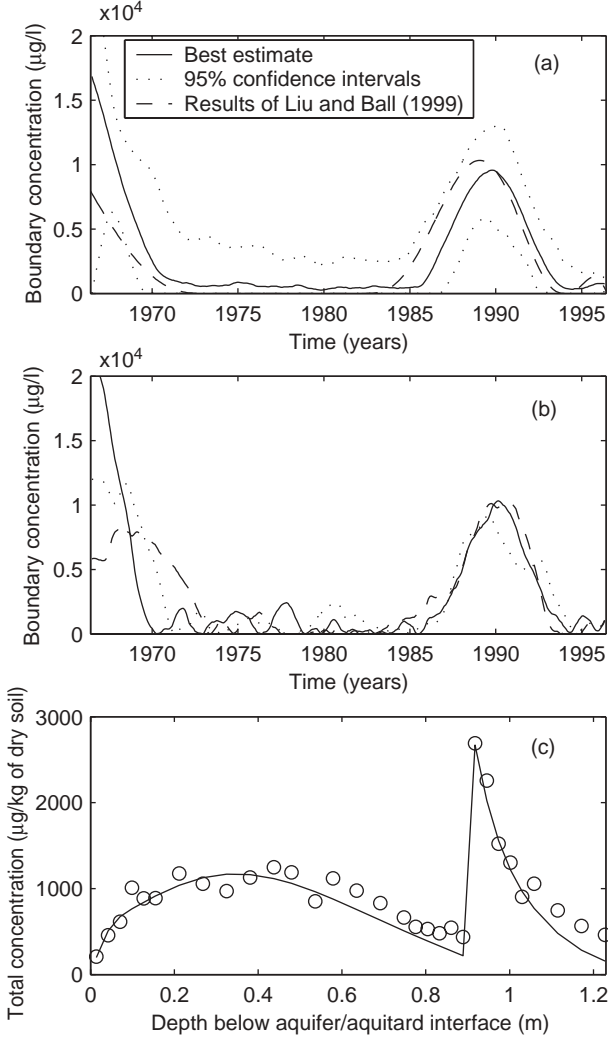 x10^4
2
1.5
1
0.5
0
Boundary concentration (μg/l)
Best estimate
95% confidence intervals
Results of Liu and Ball (1999)
(a)
1970 1975 1980 1985 1990 1995
Time (years)
x10^4
2
1.5
1
0.5
0
Boundary concentration (μg/l)
(b)
1970 1975 1980 1985 1990 1995
Time (years)
3000
2000
1000
0
Total concentration (μg/kg of dry soil)
(c)
0 0.2 0.4 0.6 0.8 1 1.2
Depth below aquifer/aquitard interface (m)